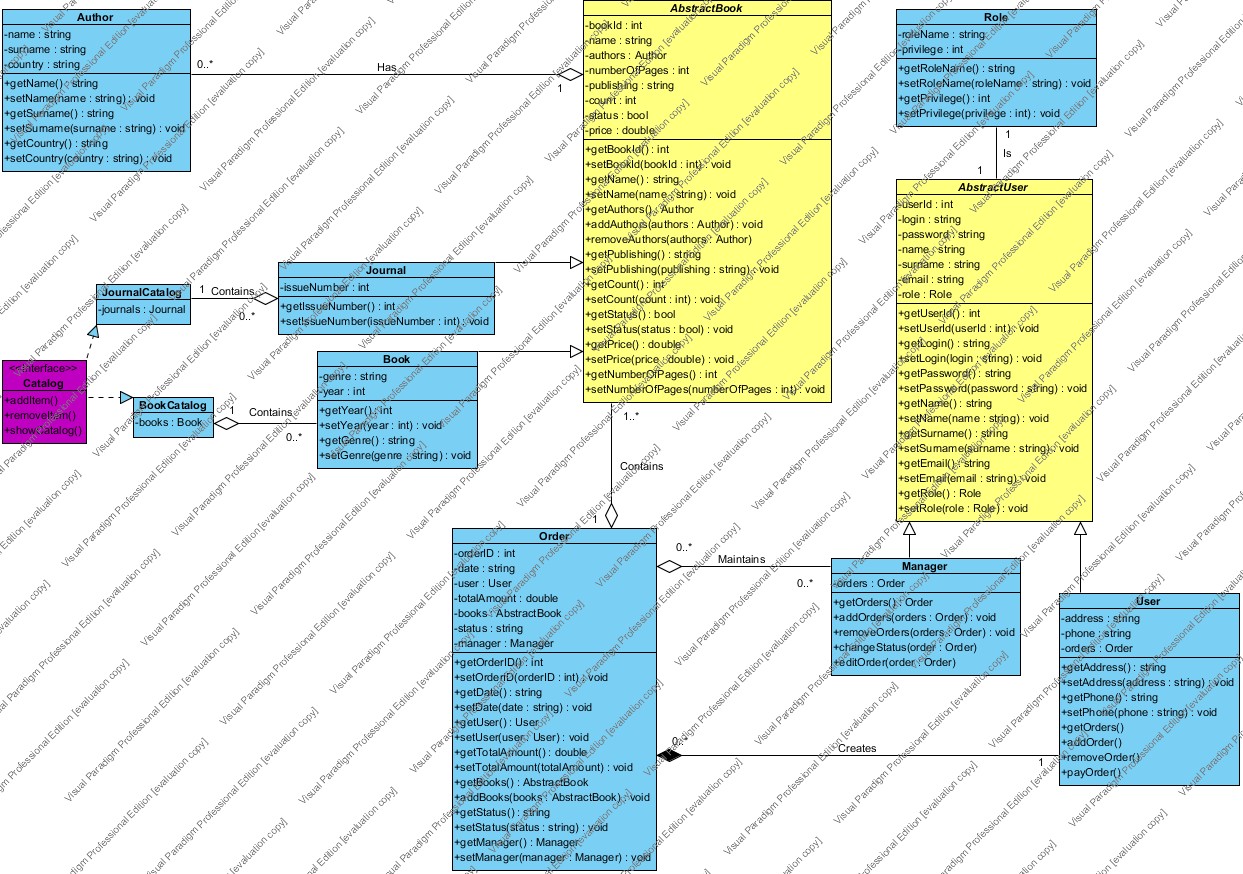 Author
-name : string
-surname : string
-country : string
+getName() : string
+setName(name : string) : void
+getSurname() : string
+setSurname(surname : string) : void
+getCountry() : string
+setCountry(country : string) : void
0..*
Has
1
AbstractBook
-bookId : int
-name : string
-authors : Author
-numberOfPages : int
-publishing : string
-count : int
-status : bool
-price : double
+getBookId() : int
+setBookId(bookId : int) : void
+getName() : string
+setName(name : string) : void
+getAuthors() : Author
+addAuthors(authors : Author) : void
+removeAuthors(authors : Author)
+getPublishing() : string
+setPublishing(publishing : string) : void
+getCount() : int
+setCount(count : int) : void
+getStatus() : bool
+setStatus(status : bool) : void
+getPrice() : double
+setPrice(price : double) : void
+getNumberOfPages() : int
+setNumberOfPages(numberOfPages : int) : void
Role
-roleName : string
-privilege : int
+getRoleName() : string
+setRoleName(roleName : string) : void
+getPrivilege() : int
+setPrivilege(privilege : int) : void
1
Is
1
AbstractUser
-userId : int
-login : string
-password : string
-name : string
-surname : string
-email : string
-role : Role
+getUserId() : int
+setUserId(userId : int) : void
+getLogin() : string
+setLogin(login : string) : void
+getPassword() : string
+setPassword(password : string) : void
+getName() : string
+setName(name : string) : void
+getSurname() : string
+setSurname(surname : string) : void
+getEmail() : string
+setEmail(email : string) : void
+getRole() : Role
+setRole(role : Role) : void
Journal
-issueNumber : int
+getIssueNumber() : int
+setIssueNumber(issueNumber : int) : void
JournalCatalog
-journals : Journal
1
Contains
0..*
<<Interface>>
Catalog
+addItem()
+removeItem()
+showCatalog()
BookCatalog
-books : Book
1
Contains
0..*
Book
-genre : string
-year : int
+getYear() : int
+setYear(year : int) : void
+getGenre() : string
+setGenre(genre : string) : void
1..*
Contains
1
Order
-orderID : int
-date : string
-user : User
-totalAmount : double
-books : AbstractBook
-status : string
-manager : Manager
+getOrderID() : int
+setOrderID(orderID : int) : void
+getDate() : string
+setDate(date : string) : void
+getUser() : User
+setUser(user : User) : void
+getTotalAmount() : double
+setTotalAmount(totalAmount) : void
+getBooks() : AbstractBook
+addBooks(books : AbstractBook) : void
+getStatus() : string
+setStatus(status : string) : void
+getManager() : Manager
+setManager(manager : Manager) : void
0..*
Maintains
0..*
Manager
-orders : Order
+getOrders() : Order
+addOrders(orders : Order) : void
+removeOrders(orders : Order) : void
+changeStatus(order : Order)
+editOrder(order : Order)
0..*
Creates
1
User
-address : string
-phone : string
-orders : Order
+getAddress() : string
+setAddress(address : string) : void
+getPhone() : string
+setPhone(phone : string) : void
+getOrders()
+addOrder()
+removeOrder()
+payOrder()
Visual Paradigm Professional Edition [evaluation copy]